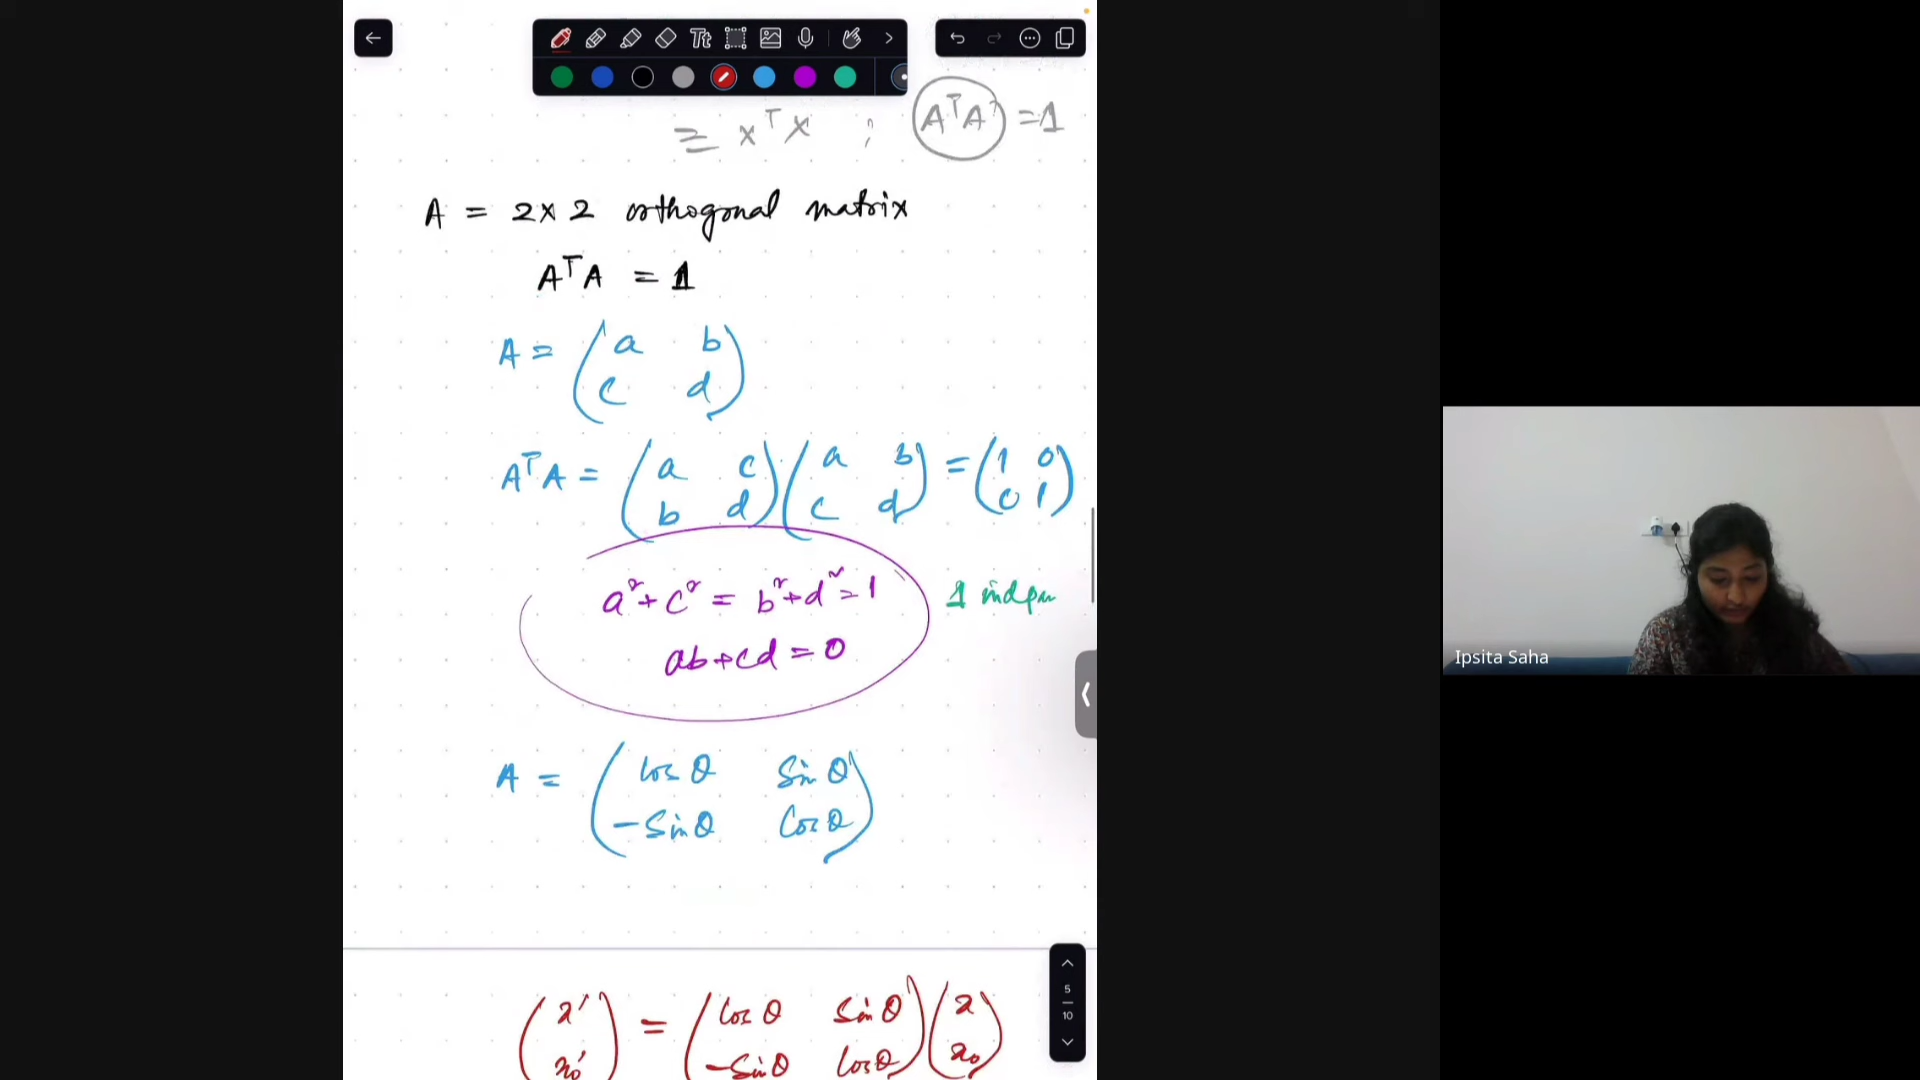 Tt
= xᵀx ; AᵀA = 1
A = 2 x 2 orthogonal matrix
AᵀA = 1
A = ( a b
c d )
AᵀA = ( a c ) ( a b ) = ( 1 0 )
( b d ) ( c d ) ( 0 1 )
a² + c² = b² + d² = 1
1 indpn
ab + cd = 0
Ipsita Saha
A = ( cos θ sin θ
- sin θ cos θ )
5
10
( x' ) = ( cos θ sin θ ) ( x )
( x₀' ) ( - sin θ cos θ ) ( x₀ )